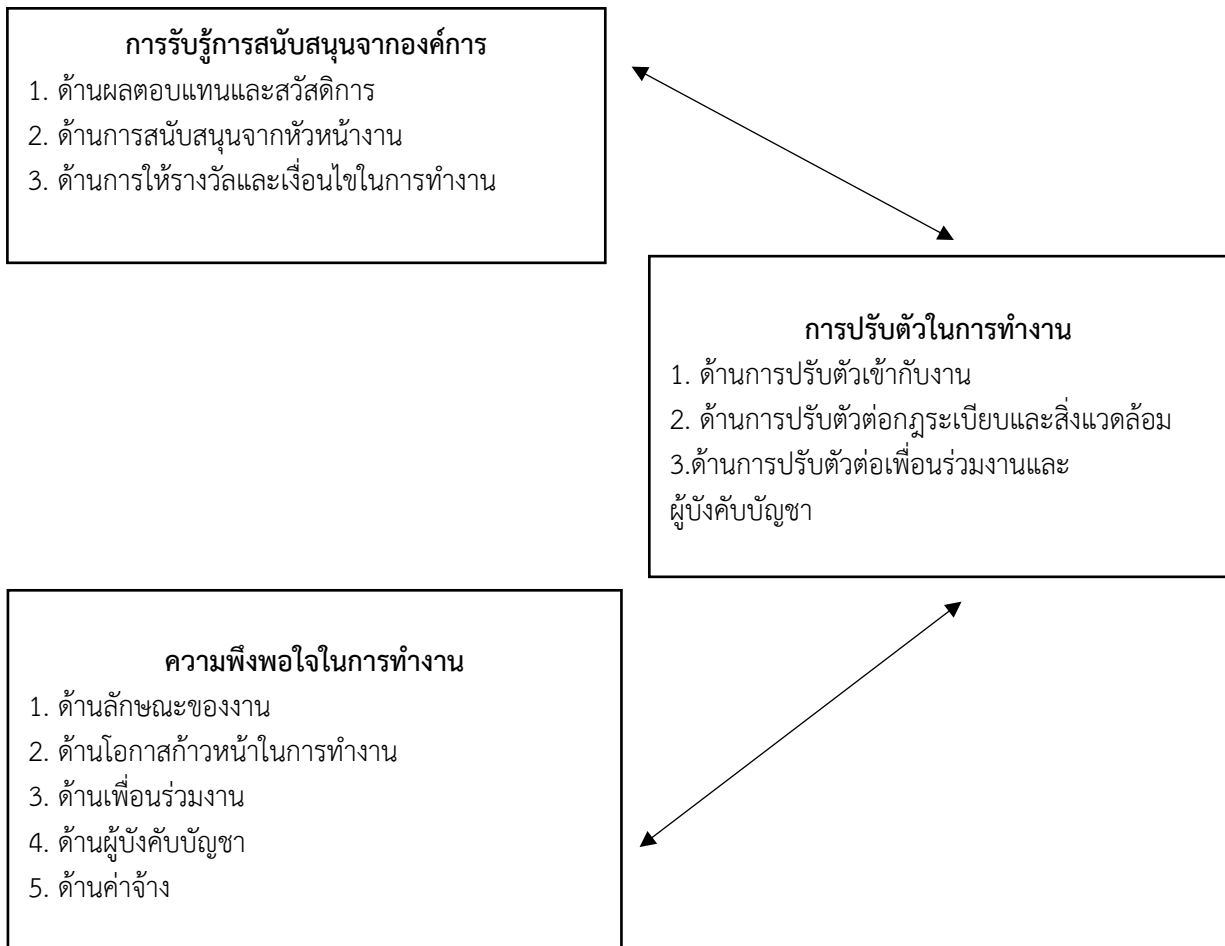 การรับรู้การสนับสนุนจากองค์การ
1. ด้านผลตอบแทนและสวัสดิการ
2. ด้านการสนับสนุนจากหัวหน้างาน
3. ด้านการให้รางวัลและเงื่อนไขในการทำงาน
การปรับตัวในการทำงาน
1. ด้านการปรับตัวเข้ากับงาน
2. ด้านการปรับตัวต่อกฎระเบียบและสิ่งแวดล้อม
3.ด้านการปรับตัวต่อเพื่อนร่วมงานและ
ผู้บังคับบัญชา
ความพึงพอใจในการทำงาน
1. ด้านลักษณะของงาน
2. ด้านโอกาสก้าวหน้าในการทำงาน
3. ด้านเพื่อนร่วมงาน
4. ด้านผู้บังคับบัญชา
5. ด้านค่าจ้าง